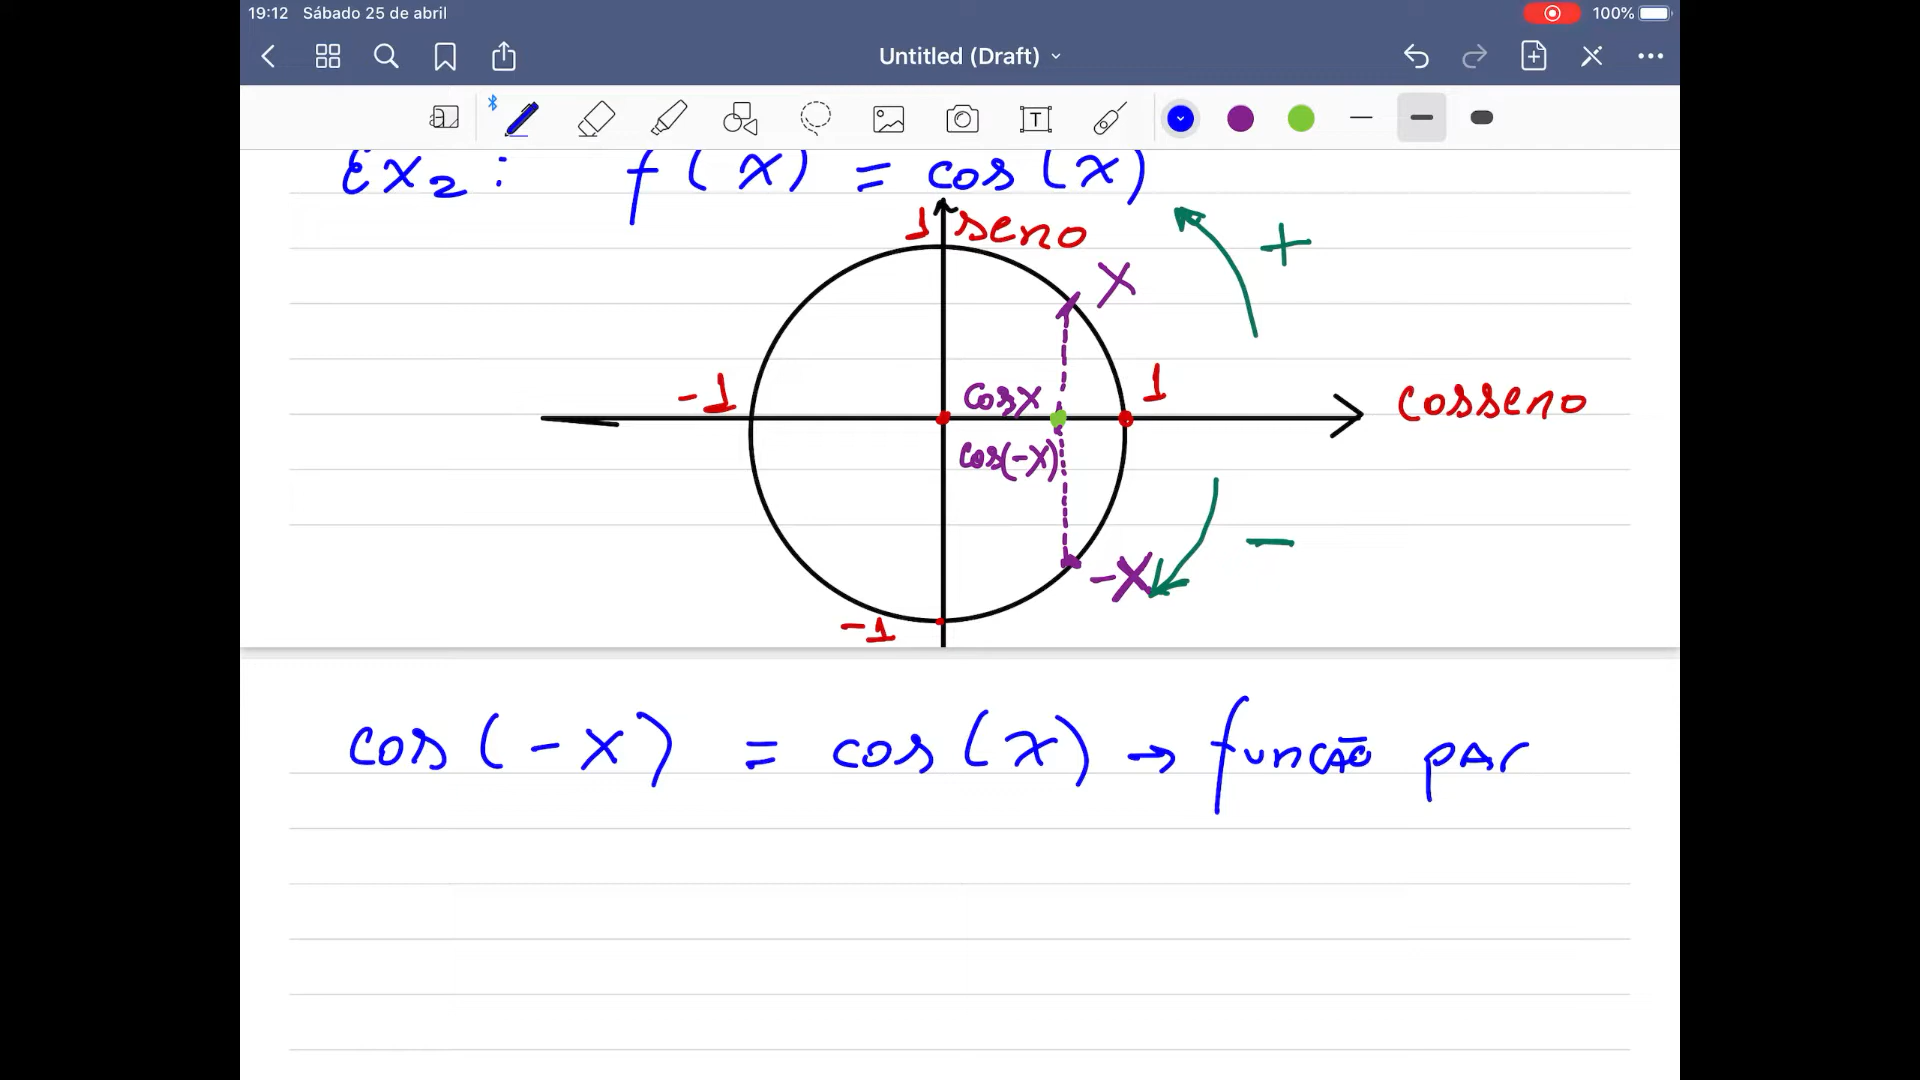 19:12 Sábado 25 de abril 100%
Untitled (Draft)
Ex2 : f(x) = cos(x)
1 seno
+
x
-1 cosx 1 cosseno
cos(-x)
-
-x
-1
cos(-x) = cos(x) → função par